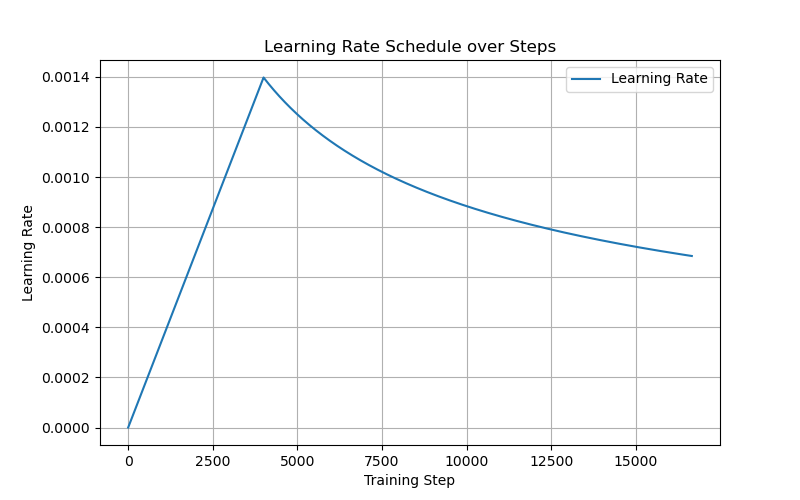 Learning Rate Schedule over Steps
Learning Rate
0.0014
0.0012
0.0010
0.0008
0.0006
0.0004
0.0002
0.0000
Learning Rate
0 2500 5000 7500 10000 12500 15000
Training Step